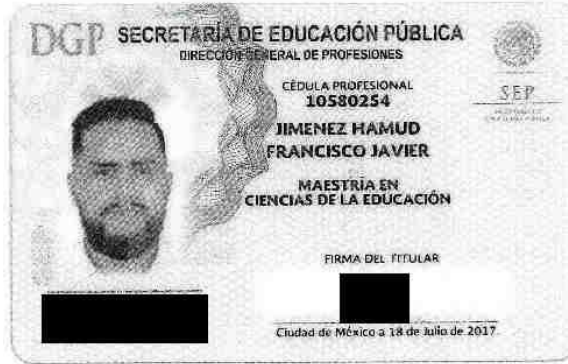 DGP
SECRETARÍA DE EDUCACIÓN PÚBLICA
DIRECCIÓN GENERAL DE PROFESIONES
CÉDULA PROFESIONAL
10580254
SEP
JIMENEZ HAMUD
FRANCISCO JAVIER
MAESTRÍA EN
CIENCIAS DE LA EDUCACIÓN
FIRMA DEL TITULAR
Ciudad de México a 18 de Julio de 2017